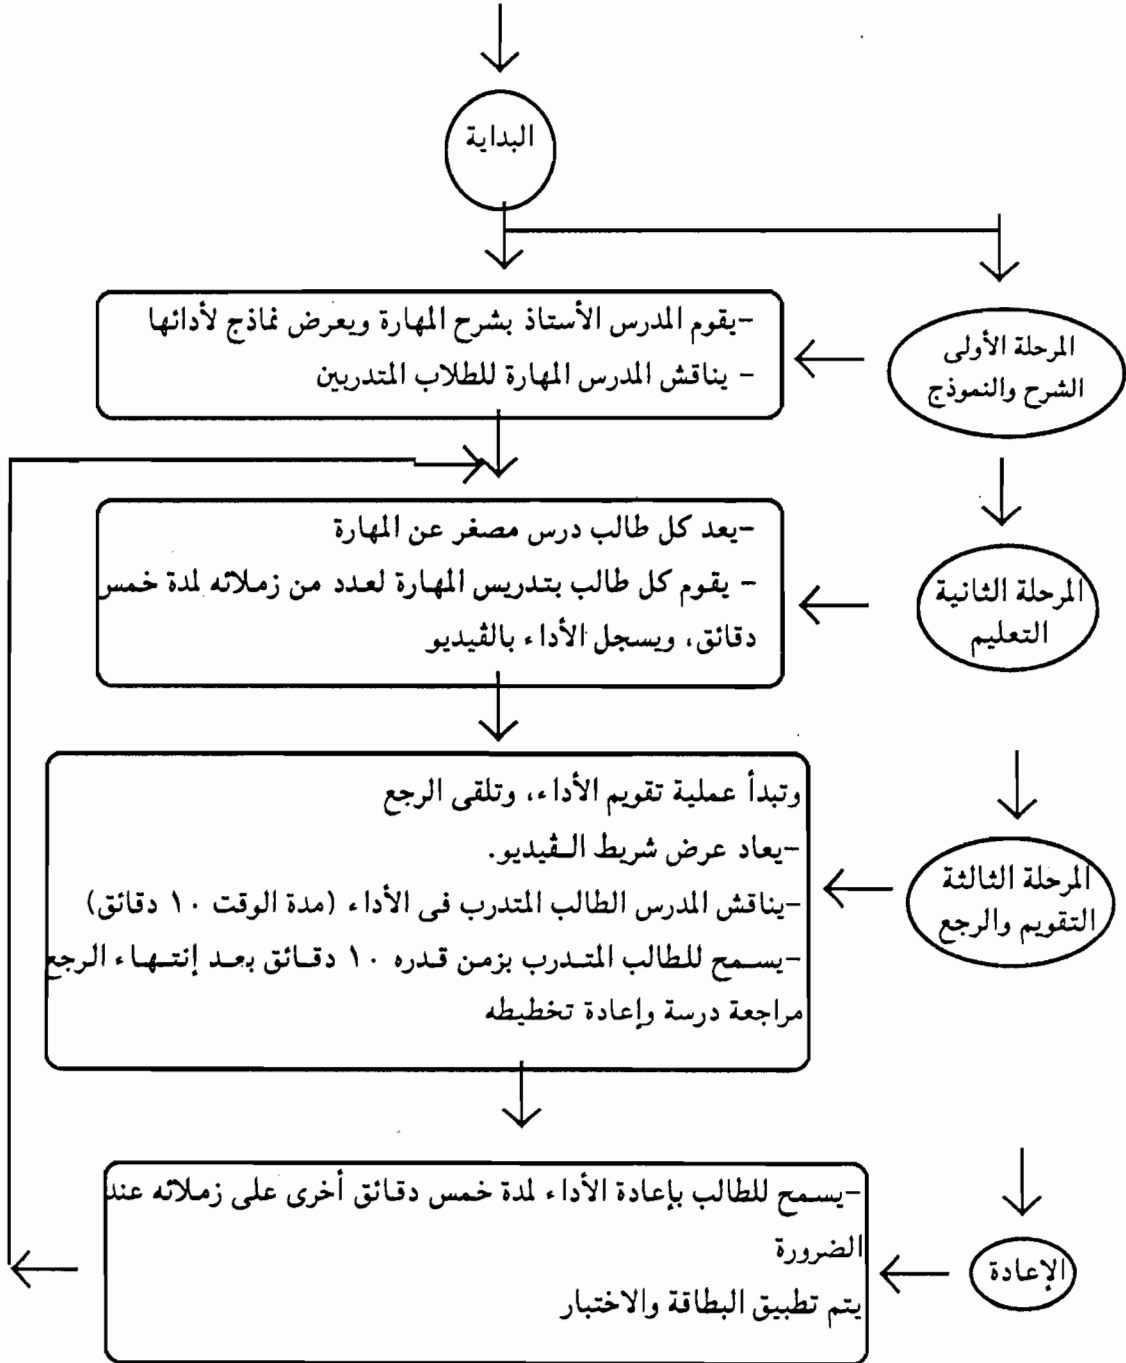 البداية
المرحلة الأولى
الشرح والنموذج
-يقوم المدرس الأستاذ بشرح المهارة ويعرض نماذج لأدائها
- يناقش المدرس المهارة للطلاب المتدربين
المرحلة الثانية
التعليم
-يعد كل طالب درس مصغر عن المهارة
- يقوم كل طالب بتدريس المهارة لعدد من زملائه لمدة خمس
دقائق، ويسجل الأداء بالڤيديو
المرحلة الثالثة
التقويم والرجع
وتبدأ عملية تقويم الأداء، وتلقى الرجع
-يعاد عرض شريط الڤيديو.
-يناقش المدرس الطالب المتدرب فى الأداء (مدة الوقت ١٠ دقائق)
-يسمح للطالب المتدرب بزمن قدره ١٠ دقائق بعد إنتهاء الرجع
مراجعة درسة وإعادة تخطيطه
الإعادة
-يسمح للطالب بإعادة الأداء لمدة خمس دقائق أخرى على زملائه عند
الضرورة
يتم تطبيق البطاقة والاختبار